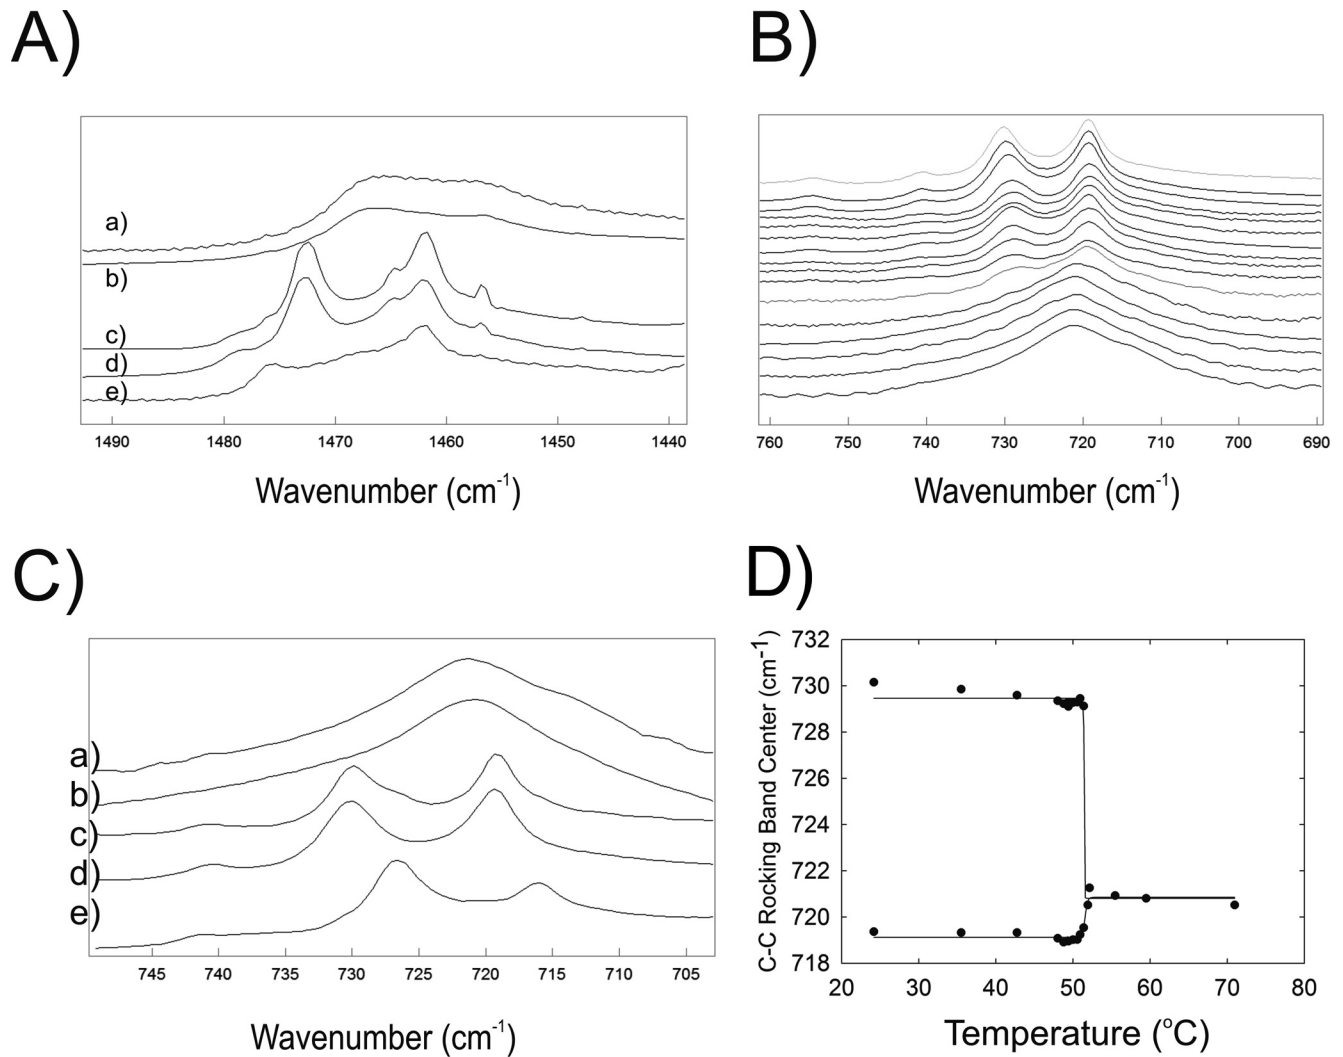 A)
B)
a)
b)
c)
d)
e)
1490 1480 1470 1460 1450 1440
Wavenumber (cm-1)
760 750 740 730 720 710 700 690
Wavenumber (cm-1)
C)
D)
a)
b)
c)
d)
e)
745 740 735 730 725 720 715 710 705
Wavenumber (cm-1)
C-C Rocking Band Center (cm-1)
732
730
728
726
724
722
720
718
20 30 40 50 60 70 80
Temperature (oC)